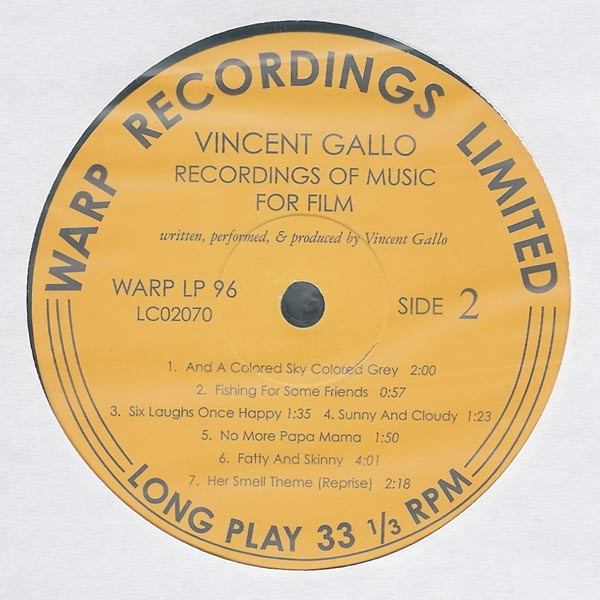 WARP RECORDINGS LIMITED
VINCENT GALLO
RECORDINGS OF MUSIC
FOR FILM
written, performed, & produced by Vincent Gallo
WARP LP 96
LC02070
SIDE 2
1. And A Colored Sky Colored Grey 2:00
2. Fishing For Some Friends 0:57
3. Six Laughs Once Happy 1:35 4. Sunny And Cloudy 1:23
5. No More Papa Mama 1:50
6. Fatty And Skinny 4:01
7. Her Smell Theme (Reprise) 2:18
LONG PLAY 33 1/3 RPM